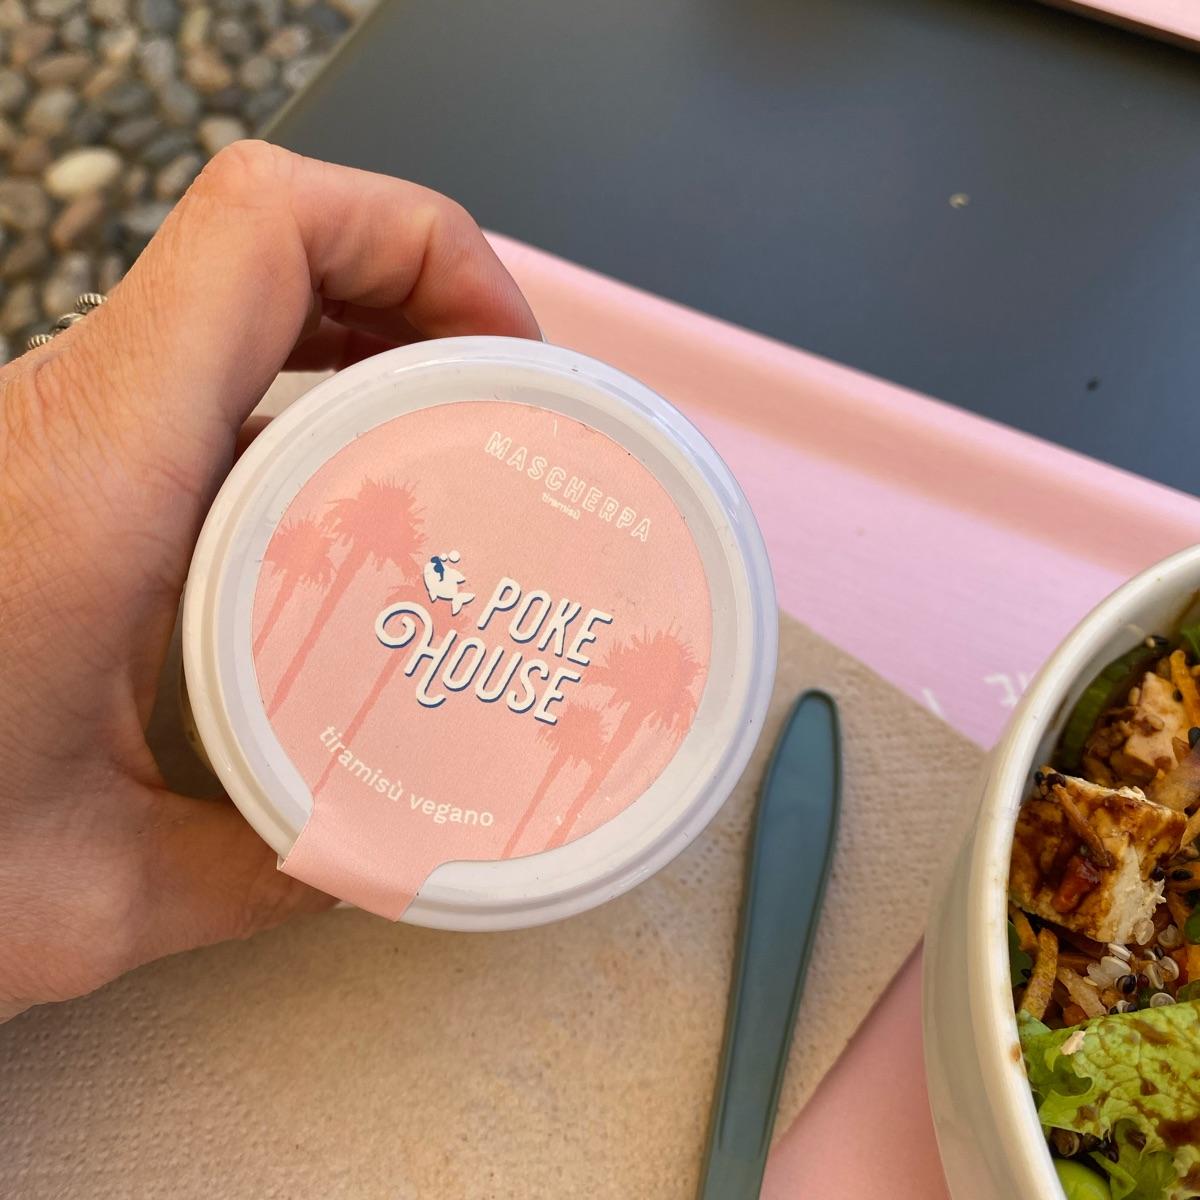 MASCHERPA
tiramisù
POKE
HOUSE
tiramisù vegano